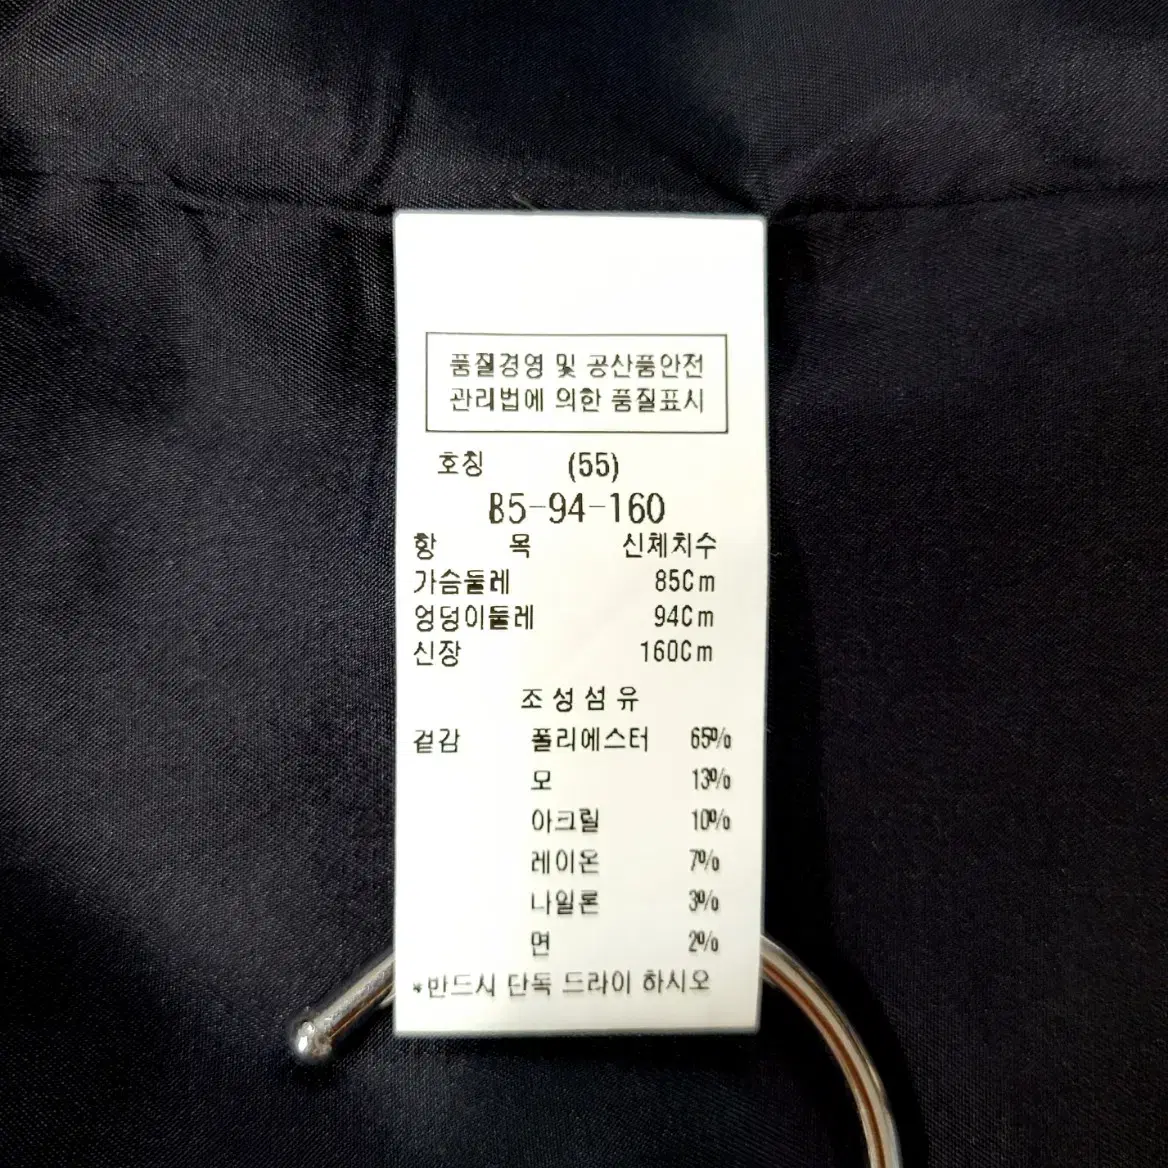 품질경영 및 공산품안전
관리법에 의한 품질표시
호칭 (55)
85-94-160
항 목 신체치수
가슴둘레 85Cm
엉덩이둘레 94Cm
신장 160Cm
조성섬유
겉감 폴리에스터 65%
모 13%
아크릴 10%
레이온 7%
나일론 3%
면 2%
*반드시 단독 드라이 하시오